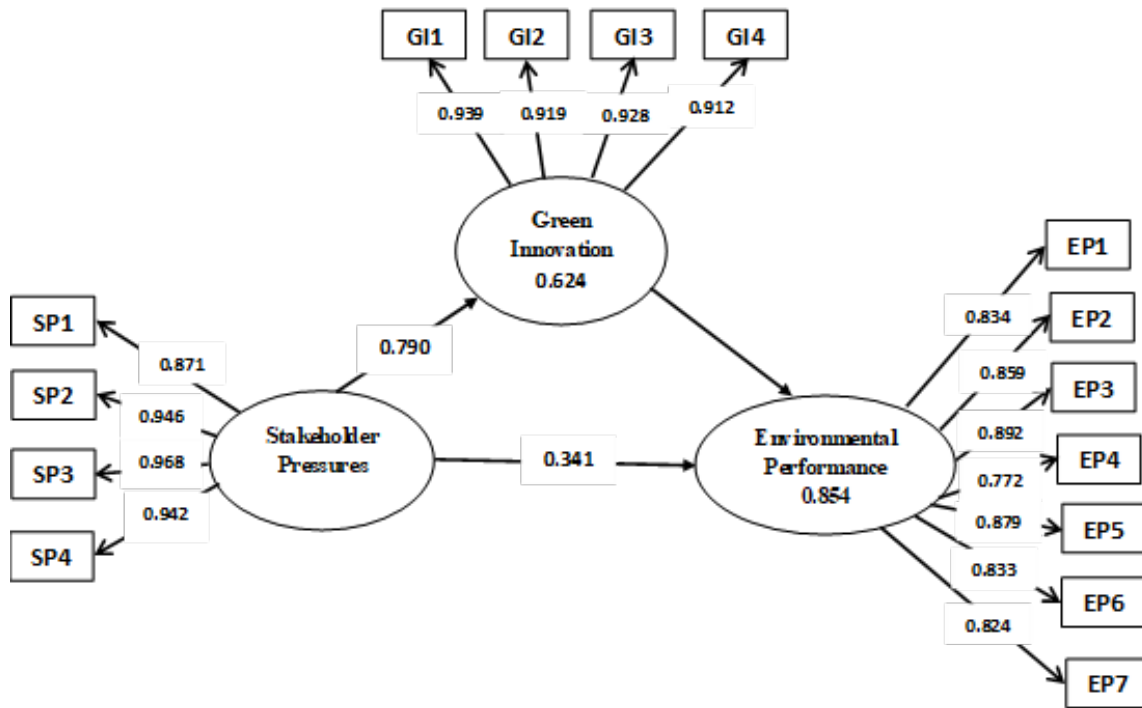 GI1
GI2
GI3
GI4
0.939
0.919
0.928
0.912
Green
Innovation
0.624
SP1
SP2
SP3
SP4
0.871
0.946
0.968
0.942
Stakeholder
Pressures
0.790
0.341
Environmental
Performance
0.854
0.834
0.859
0.892
0.772
0.879
0.833
0.824
EP1
EP2
EP3
EP4
EP5
EP6
EP7